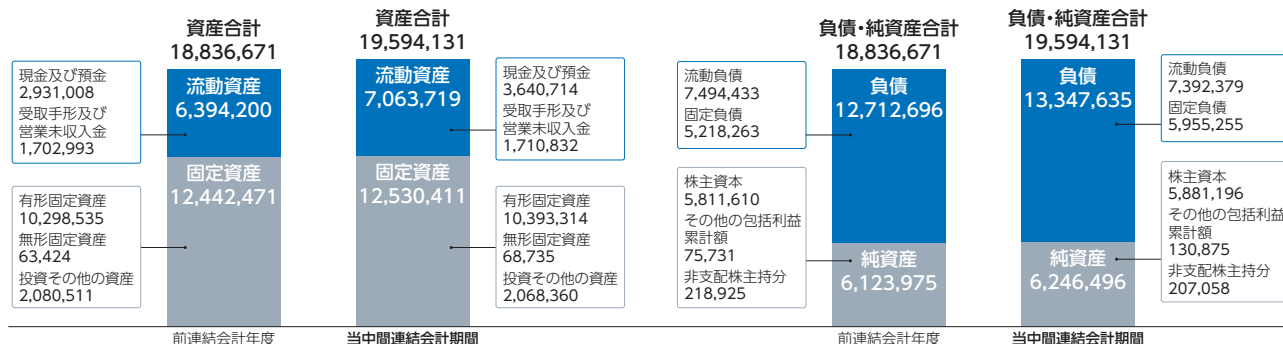 資産合計
18,836,671
現金及び預金
2,931,008
受取手形及び
営業未収入金
1,702,993
流動資産
6,394,200
有形固定資産
10,298,535
無形固定資産
63,424
投資その他の資産
2,080,511
固定資産
12,442,471
前連結会計年度
資産合計
19,594,131
流動資産
7,063,719
現金及び預金
3,640,714
受取手形及び
営業未収入金
1,710,832
固定資産
12,530,411
有形固定資産
10,393,314
無形固定資産
68,735
投資その他の資産
2,068,360
当中間連結会計期間
負債・純資産合計
18,836,671
流動負債
7,494,433
固定負債
5,218,263
負債
12,712,696
株主資本
5,811,610
その他の包括利益
累計額
75,731
非支配株主持分
218,925
純資産
6,123,975
前連結会計年度
負債・純資産合計
19,594,131
負債
13,347,635
流動負債
7,392,379
固定負債
5,955,255
純資産
6,246,496
株主資本
5,881,196
その他の包括利益
累計額
130,875
非支配株主持分
207,058
当中間連結会計期間